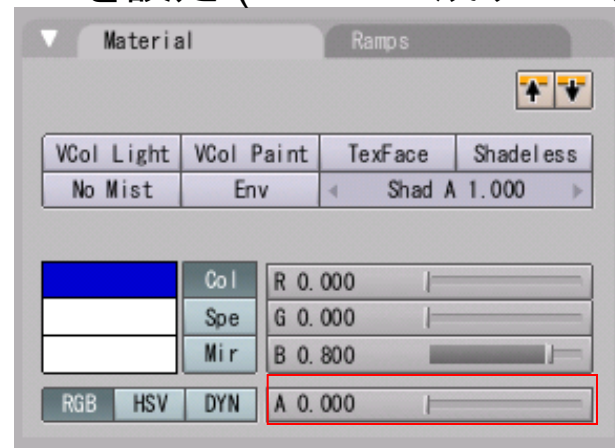 Material Ramps
VCol Light VCol Paint TexFace Shadeless
No Mist Env Shad A 1.000
Col R 0.000
Spe G 0.000
Mir B 0.800
RGB HSV DYN A 0.000